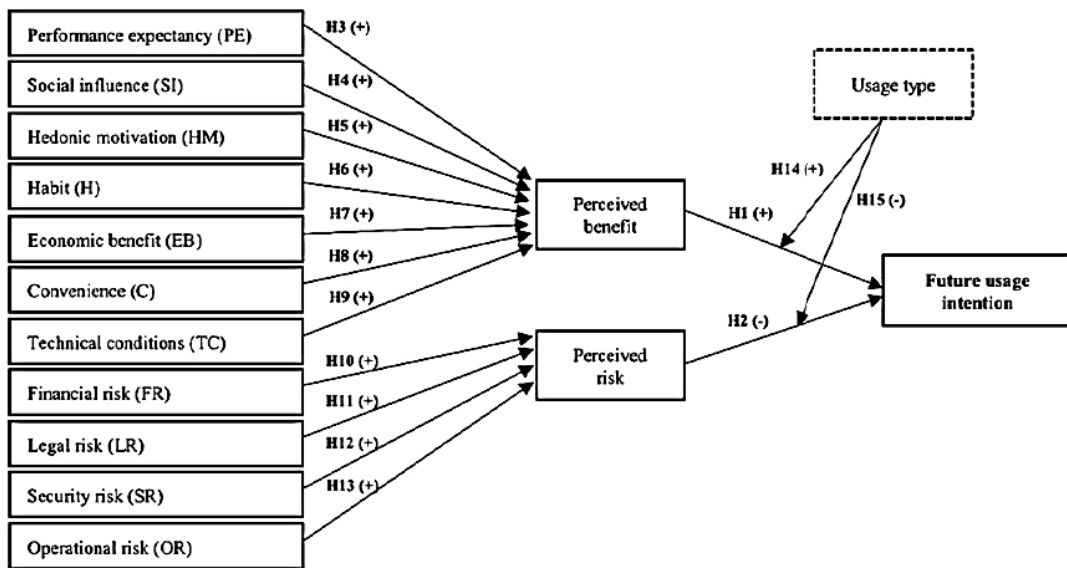 Performance expectancy (PE)
Social influence (SI)
Hedonic motivation (HM)
Habit (H)
Economic benefit (EB)
Convenience (C)
Technical conditions (TC)
Financial risk (FR)
Legal risk (LR)
Security risk (SR)
Operational risk (OR)
H3 (+)
H4 (+)
H5 (+)
H6 (+)
H7 (+)
H8 (+)
H9 (+)
H10 (+)
H11 (+)
H12 (+)
H13 (+)
Perceived
benefit
Perceived
risk
Usage type
H14 (+)
H15 (-)
H1 (+)
H2 (-)
Future usage
intention